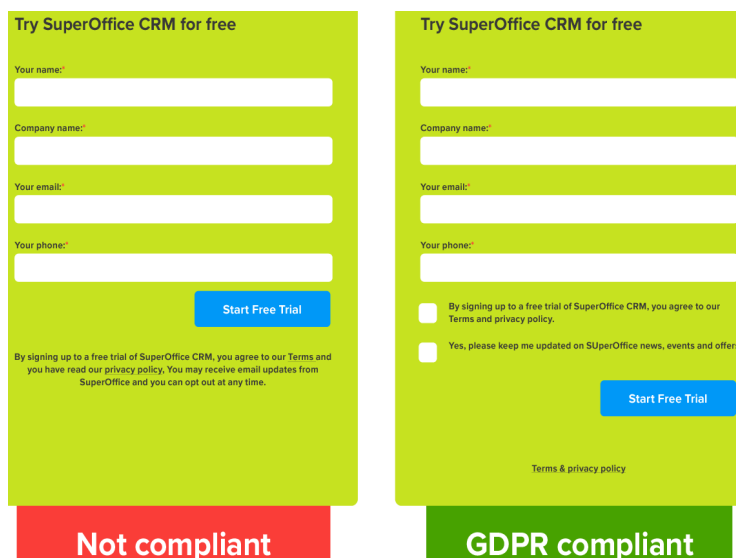 Try SuperOffice CRM for free
Your name:*
Company name:*
Your email:*
Your phone:*
Start Free Trial
By signing up to a free trial of SuperOffice CRM, you agree to our Terms and
you have read our privacy policy, You may receive email updates from
SuperOffice and you can opt out at any time.
Not compliant
Try SuperOffice CRM for free
Your name:*
Company name:*
Your email:*
Your phone:*
By signing up to a free trial of SuperOffice CRM, you agree to our
Terms and privacy policy.
Yes, please keep me updated on SUperOffice news, events and offers
Start Free Trial
Terms & privacy policy
GDPR compliant